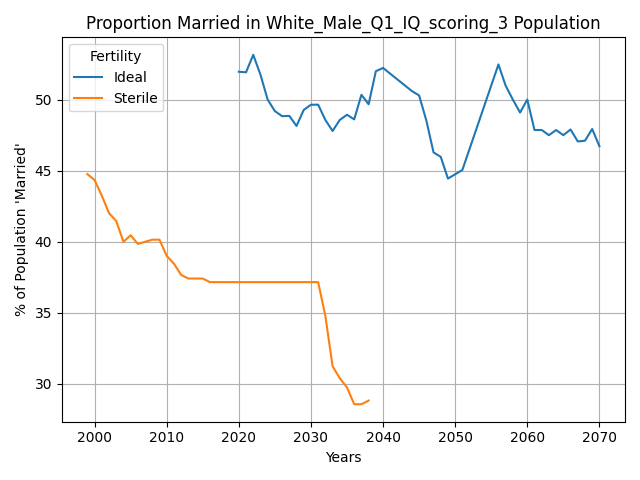 Proportion Married in White_Male_Q1_IQ_scoring_3 Population
Fertility
Ideal
Sterile
% of Population 'Married'
50
45
40
35
30
2000 2010 2020 2030 2040 2050 2060 2070
Years